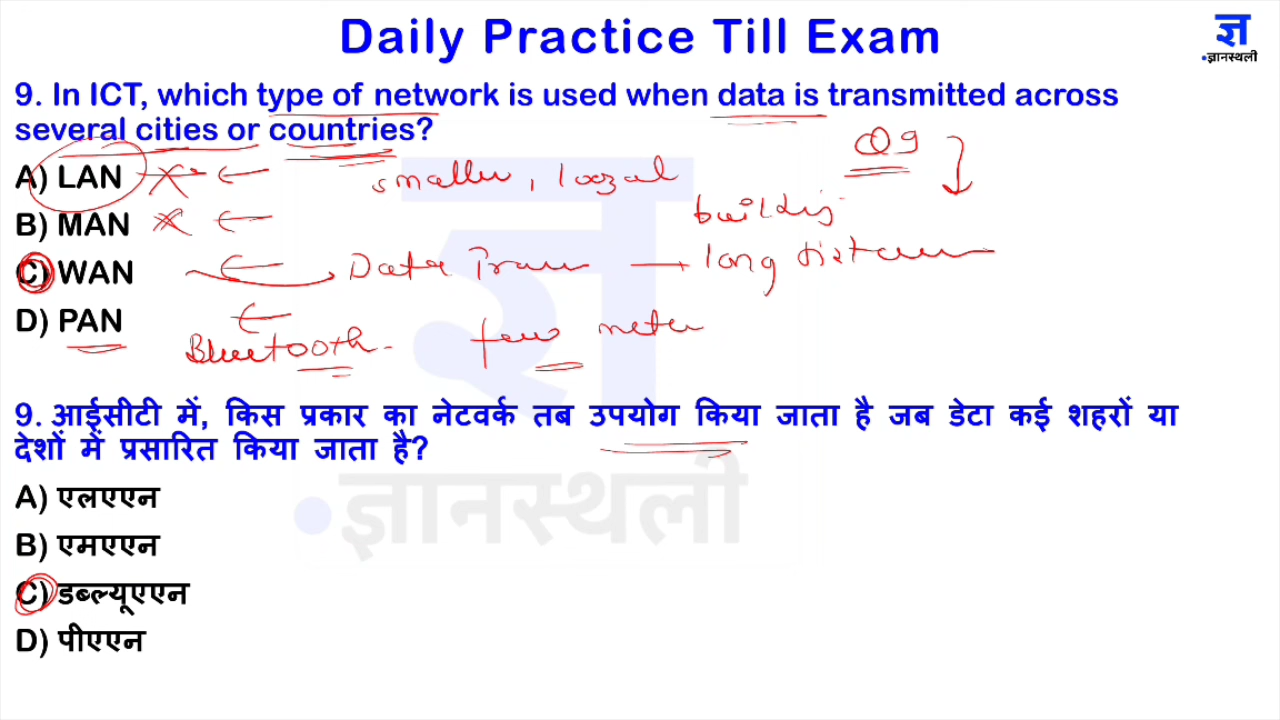 Daily Practice Till Exam
ज्ञ
ज्ञानस्थली
9. In ICT, which type of network is used when data is transmitted across
several cities or countries?
Q9
A) LAN
smaller, local
B) MAN
building
C) WAN
Data Trans
long distance
D) PAN
Bluetooth
few meter
9. आईसीटी में, किस प्रकार का नेटवर्क तब उपयोग किया जाता है जब डेटा कई शहरों या
देशों में प्रसारित किया जाता है?
A) एलएएन
B) एमएएन
C) डब्ल्यूएएन
D) पीएएन
ज्ञ
ज्ञानस्थली